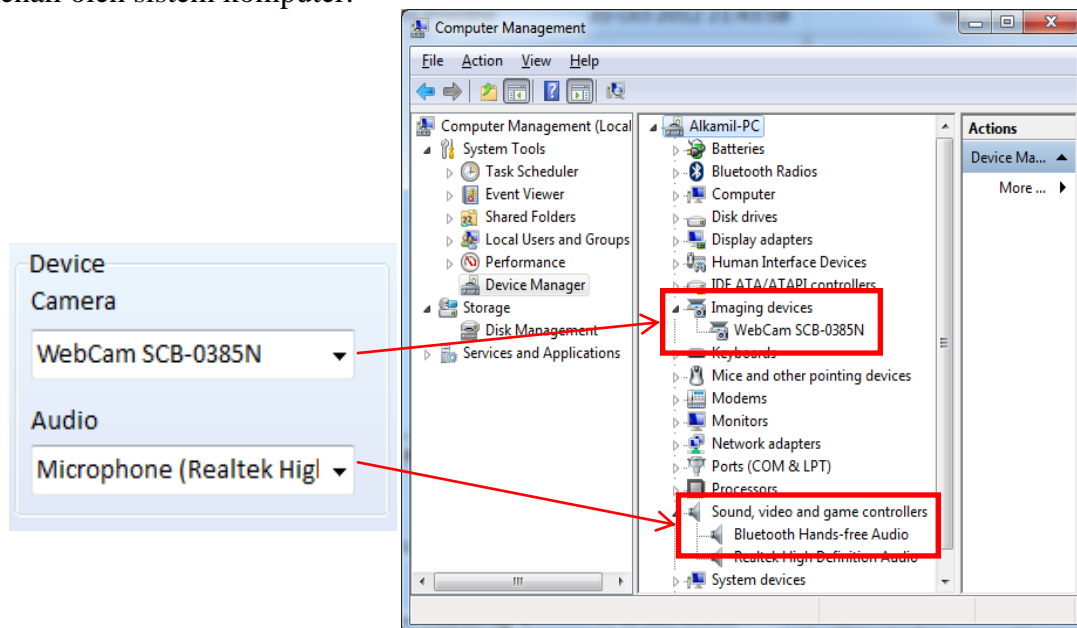 oleh sistem komputer.
Computer Management
File Action View Help
Computer Management (Local
System Tools
Task Scheduler
Event Viewer
Shared Folders
Local Users and Groups
Performance
Device Manager
Storage
Disk Management
Services and Applications
Alkamil-PC
Batteries
Bluetooth Radios
Computer
Disk drives
Display adapters
Human Interface Devices
IDE ATA/ATAPI controllers
Imaging devices
WebCam SCB-0385N
Keyboards
Mice and other pointing devices
Modems
Monitors
Network adapters
Ports (COM & LPT)
Processors
Sound, video and game controllers
Bluetooth Hands-free Audio
Realtek High Definition Audio
System devices
Actions
Device Ma...
More ...
Device
Camera
WebCam SCB-0385N
Audio
Microphone (Realtek Higl